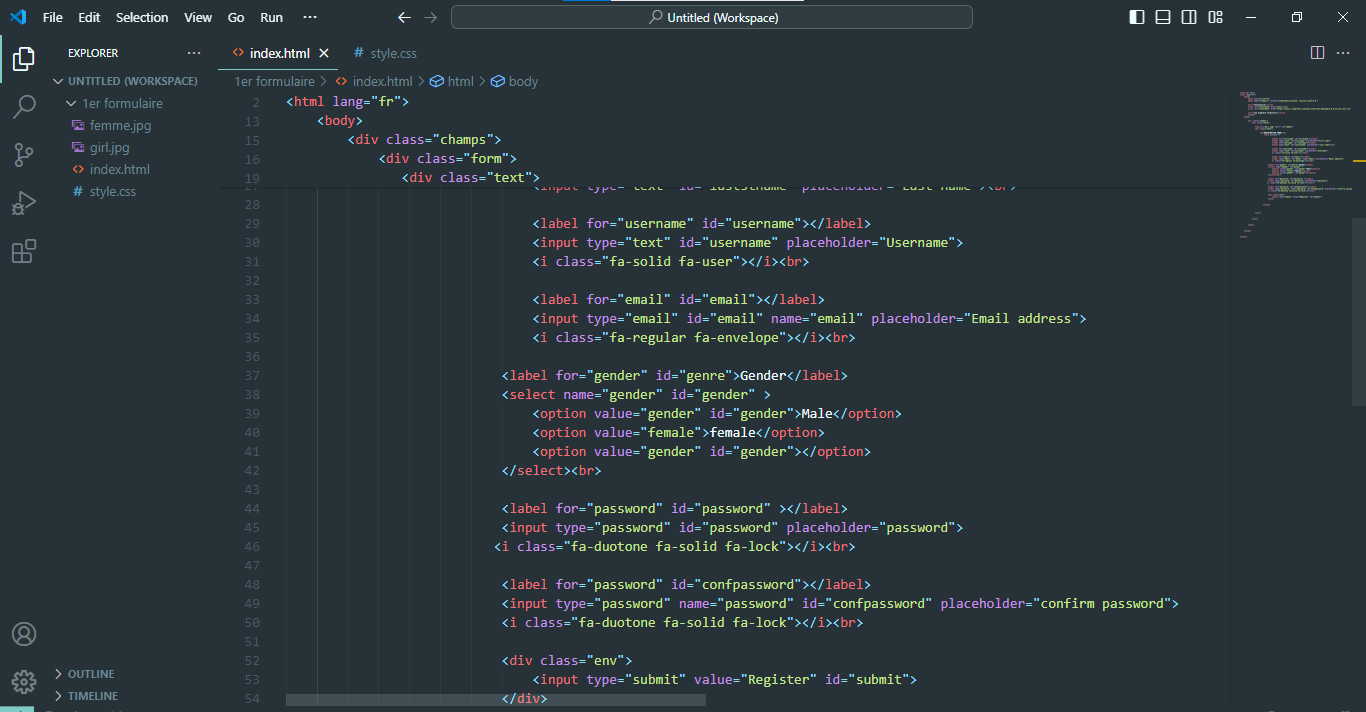 File Edit Selection View Go Run ···
Untitled (Workspace)
EXPLORER ···
UNTITLED (WORKSPACE)
1er formulaire
femme.jpg
girl.jpg
index.html
style.css
OUTLINE
TIMELINE
index.html
style.css
1er formulaire > index.html > html > body
2 <html lang="fr">
13 <body>
15 <div class="champs">
16 <div class="form">
19 <div class="text">
28
29 <label for="username" id="username"></label>
30 <input type="text" id="username" placeholder="Username">
31 <i class="fa-solid fa-user"></i><br>
32
33 <label for="email" id="email"></label>
34 <input type="email" id="email" name="email" placeholder="Email address">
35 <i class="fa-regular fa-envelope"></i><br>
36
37 <label for="gender" id="genre">Gender</label>
38 <select name="gender" id="gender" >
39 <option value="gender" id="gender">Male</option>
40 <option value="female">female</option>
41 <option value="gender" id="gender"></option>
42 </select><br>
43
44 <label for="password" id="password" ></label>
45 <input type="password" id="password" placeholder="password">
46 <i class="fa-duotone fa-solid fa-lock"></i><br>
47
48 <label for="password" id="confpassword"></label>
49 <input type="password" name="password" id="confpassword" placeholder="confirm password">
50 <i class="fa-duotone fa-solid fa-lock"></i><br>
51
52 <div class="env">
53 <input type="submit" value="Register" id="submit">
54 </div>